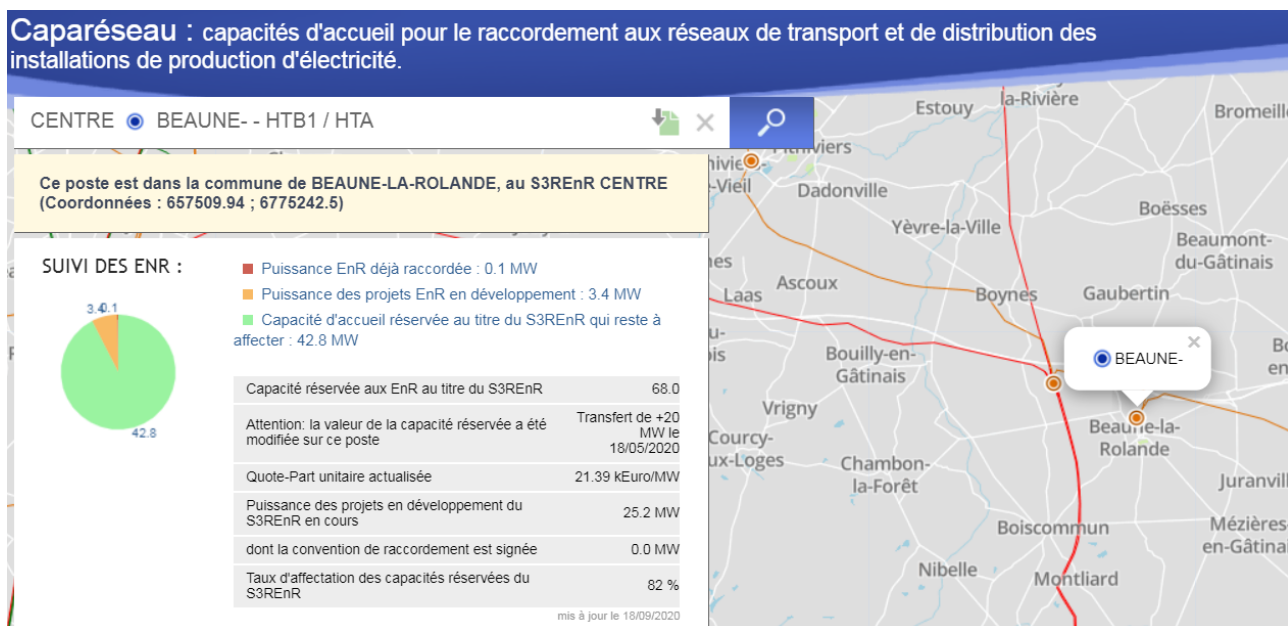 Caparéseau : capacités d'accueil pour le raccordement aux réseaux de transport et de distribution des
installations de production d'électricité.
CENTRE BEAUNE- - HTB1 / HTA
Ce poste est dans la commune de BEAUNE-LA-ROLANDE, au S3REnR CENTRE
(Coordonnées : 657509.94 ; 6775242.5)
SUIVI DES ENR :
Puissance EnR déjà raccordée : 0.1 MW
Puissance des projets EnR en développement : 3.4 MW
Capacité d'accueil réservée au titre du S3REnR qui reste à
affecter : 42.8 MW
3.4
0.1
42.8
Capacité réservée aux EnR au titre du S3REnR 68.0
Attention: la valeur de la capacité réservée a été
modifiée sur ce poste
Transfert de +20
MW le
18/05/2020
Quote-Part unitaire actualisée 21.39 kEuro/MW
Puissance des projets en développement du
S3REnR en cours
25.2 MW
dont la convention de raccordement est signée 0.0 MW
Taux d'affectation des capacités réservées du
S3REnR
82 %
mis à jour le 18/09/2020
Estouy
la-Rivière
Bromeill
-Vieil
Dadonville
Yèvre-la-Ville
Boësses
Beaumont-
du-Gâtinais
Laas
Ascoux
Boynes
Gaubertin
Bouilly-en-
Gâtinais
BEAUNE-
Vrigny
Beaune-la-
Rolande
Courcy-
ux-Loges
Chambon-
la-Forêt
Juranvill
Boiscommun
Mézières-
en-Gâtinai
Nibelle
Montliard